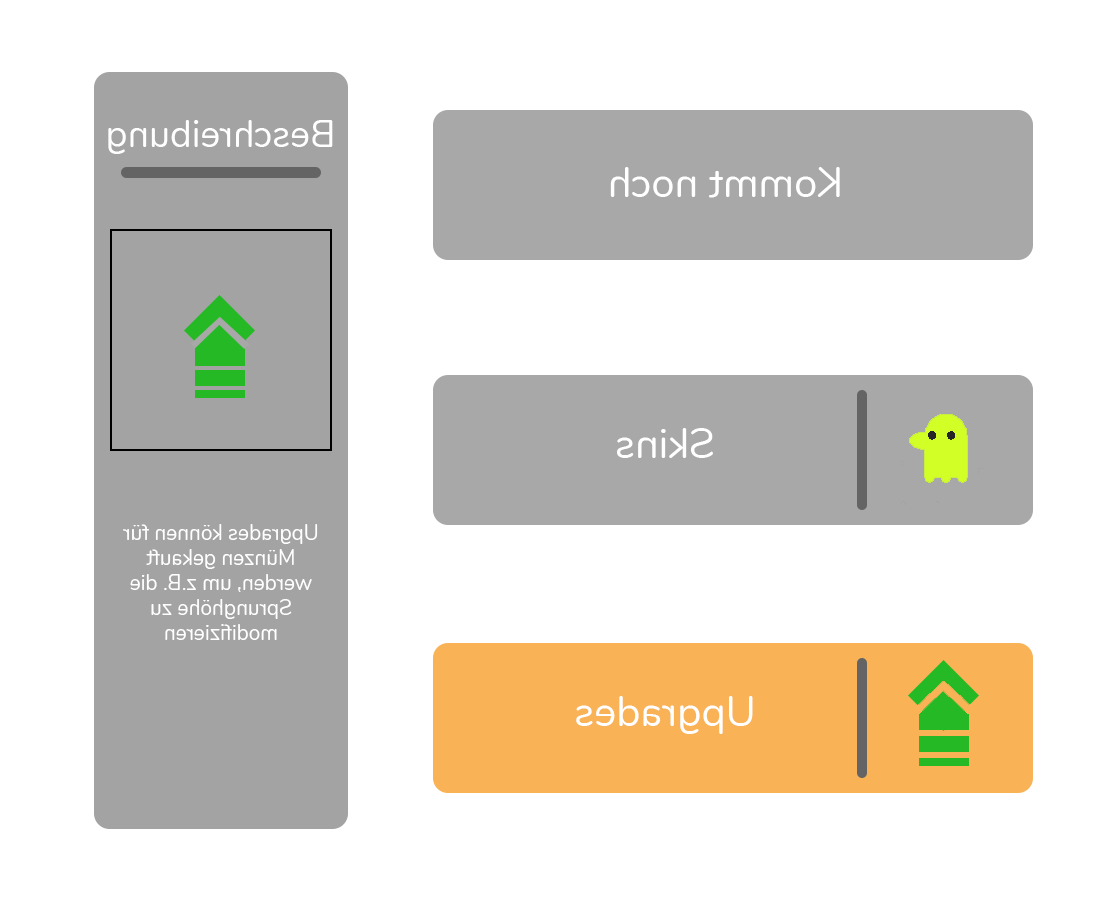 Kommt noch
Skins
Upgrades
Beschreibung
Upgrades können für
Münzen gekauft
werden, um z.B. die
Sprunghöhe zu
modifizieren